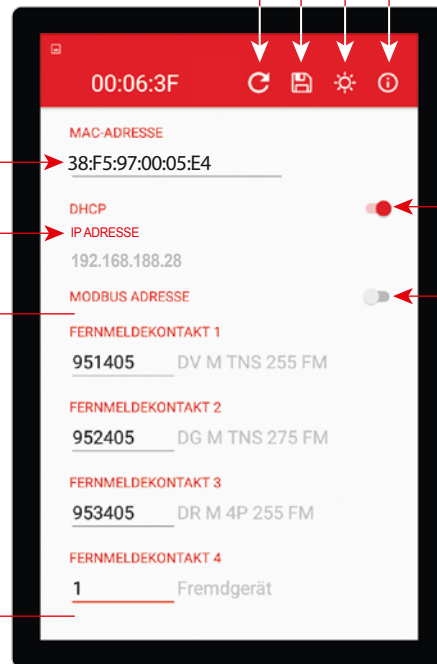 00:06:3F
MAC-ADRESSE
38:F5:97:00:05:E4
DHCP
IP ADRESSE
192.168.188.28
MODBUS ADRESSE
FERNMELDEKONTAKT 1
951405 DV M TNS 255 FM
FERNMELDEKONTAKT 2
952405 DG M TNS 275 FM
FERNMELDEKONTAKT 3
953405 DR M 4P 255 FM
FERNMELDEKONTAKT 4
1 Fremdgerät